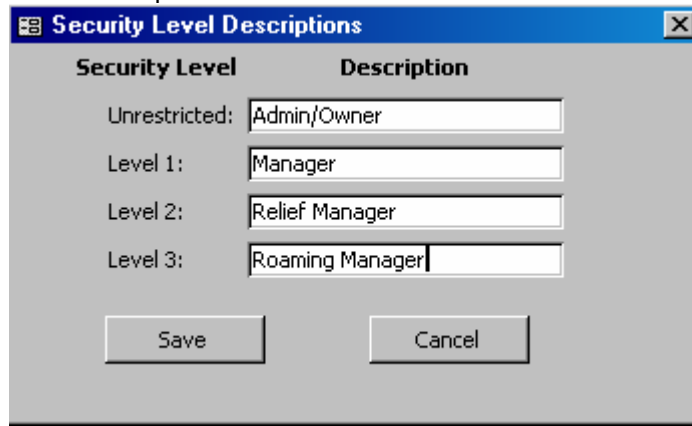 Security Level Descriptions
Security Level Description
Unrestricted: Admin/Owner
Level 1: Manager
Level 2: Relief Manager
Level 3: Roaming Manager
Save Cancel